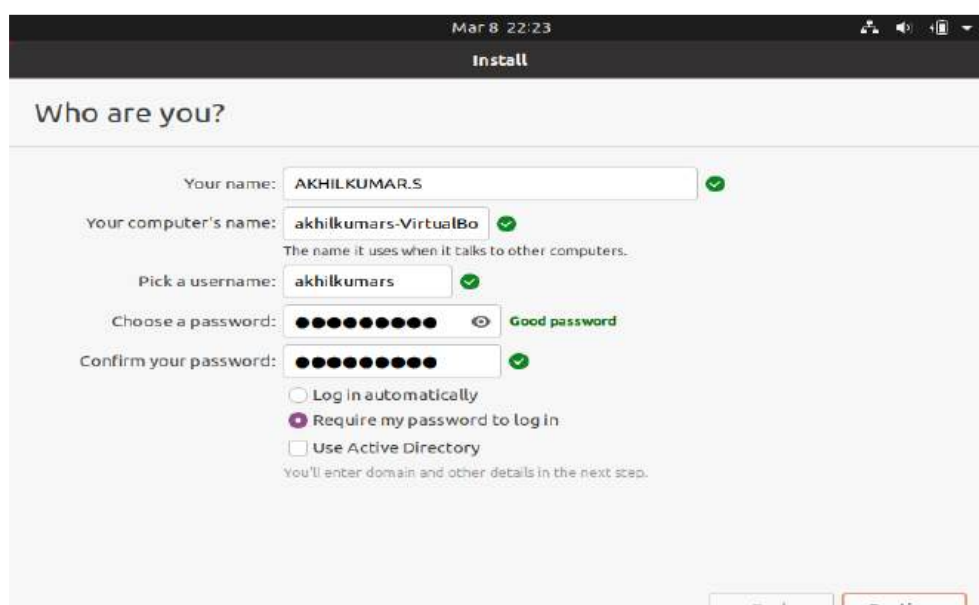 Mar 8 22:23
Install
Who are you?
Your name: AKHILKUMAR.S
Your computer's name: akhilkumars-VirtualBo
The name it uses when it talks to other computers.
Pick a username: akhilkumars
Choose a password: ●●●●●●●●● Good password
Confirm your password: ●●●●●●●●●
Log in automatically
Require my password to log in
Use Active Directory
You'll enter domain and other details in the next step.